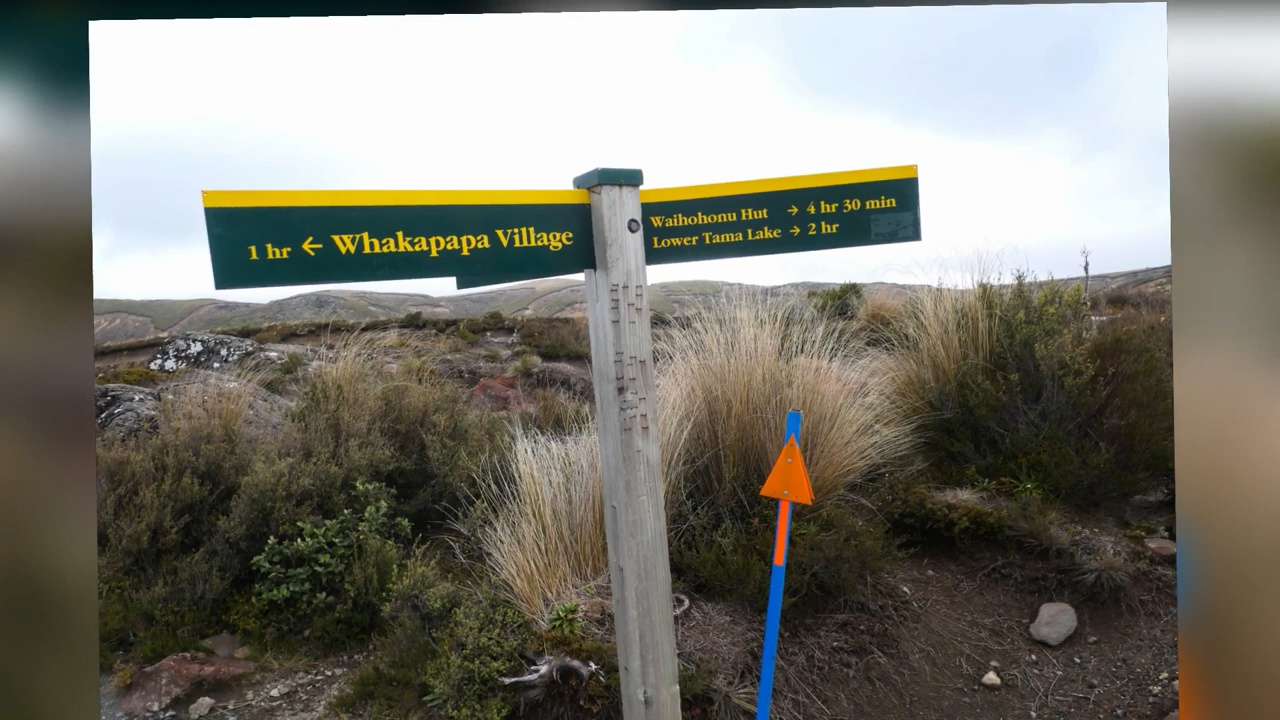 1 hr ← Whakapapa Village
Waihohonu Hut → 4 hr 30 min
Lower Tama Lake → 2 hr